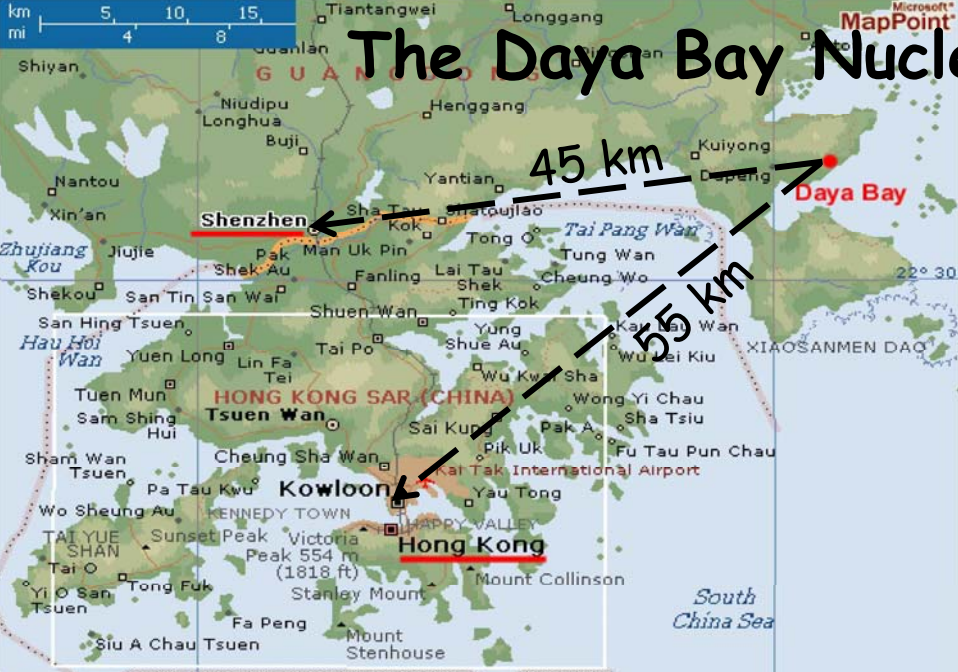 km 5, 10, 15,
mi 4 8
Tiantangwei
Longgang
Microsoft®
MapPoint®
The Daya Bay Nucle
Shiyan
GUANGDONG
Niudipu
Longhua
Henggang
Buji
45 km
Kuiyong
Nantou
Yantian
Dapeng
Daya Bay
Xin'an
Shenzhen
Sha Tau Kok
Shatoujiao
Zhujiang
Kou
Jiujie
Pak
Shek Au
Man Uk Pin
Tong O
Tai Pang Wan
Tung Wan
Shekou
San Tin
San Wai
Fanling
Lai Tau
Shek
Cheung Wo
22° 30
Ting Kok
Shuen Wan
55 km
San Hing Tsuen
Hau Hoi
Wan
Yuen Long
Lin Fa
Tei
Tai Po
Yung
Shue Au
Kau Lau Wan
Wu Lei Kiu
XIAOSANMEN DAO
Tuen Mun
HONG KONG SAR (CHINA)
Wu Kwai Sha
Wong Yi Chau
Sam Shing
Hui
Tsuen Wan
Sai Kung
Pak A
Sha Tsiu
Sham Wan
Tsuen
Cheung Sha Wan
Pik Uk
Fu Tau Pun Chau
Kai Tak International Airport
Pa Tau Kwu
Kowloon
Yau Tong
Wo Sheung Au
KENNEDY TOWN
HAPPY VALLEY
TAI YUE
SHAN
Sunset Peak
Victoria
Peak 554 m
(1818 ft)
Hong Kong
Tai O
Tong Fuk
Mount Collinson
Yi O San
Tsuen
Stanley Mount
South
China Sea
Fa Peng
Siu A Chau Tsuen
Mount
Stenhouse